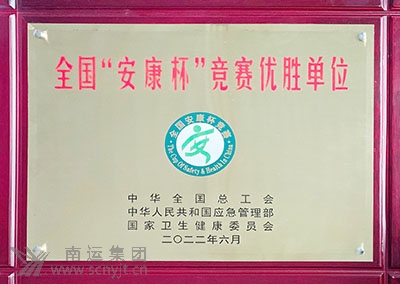 全国“安康杯”竞赛优胜单位
全国安康杯竞赛
The Cup Of Safety & Health In China
中华全国总工会
中华人民共和国应急管理部
国家卫生健康委员会
二〇二二年六月
南运集团
www.scnyjt.cn